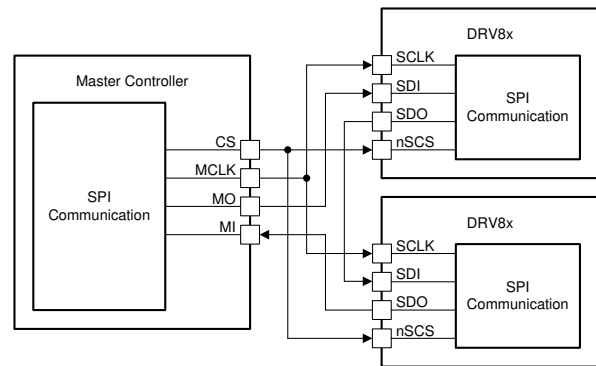 Master Controller
SPI
Communication
CS
MCLK
MO
MI
DRV8x
SCLK
SDI
SDO
nSCS
SPI
Communication
DRV8x
SCLK
SDI
SDO
nSCS
SPI
Communication